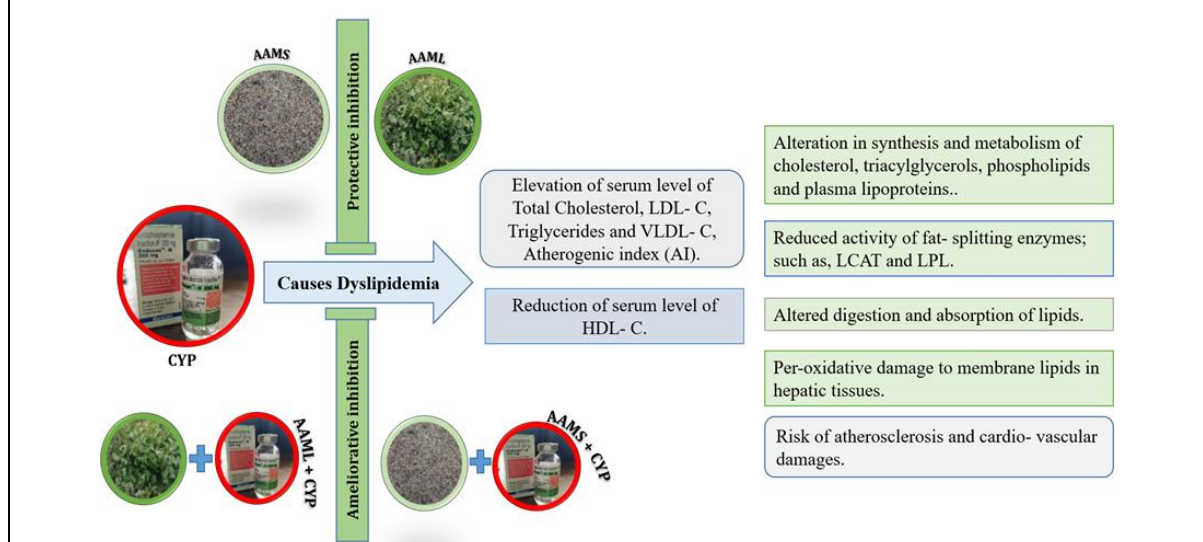 AAMS
AAML
Protective inhibition
CYP
Causes Dyslipidemia
Elevation of serum level of
Total Cholesterol, LDL- C,
Triglycerides and VLDL- C,
Atherogenic index (AI).
Reduction of serum level of
HDL- C.
Alteration in synthesis and metabolism of
cholesterol, triacylglycerols, phospholipids
and plasma lipoproteins..
Reduced activity of fat- splitting enzymes;
such as, LCAT and LPL.
Altered digestion and absorption of lipids.
Per-oxidative damage to membrane lipids in
hepatic tissues.
Risk of atherosclerosis and cardio- vascular
damages.
Ameliorative inhibition
AAML + CYP
AAMS + CYP